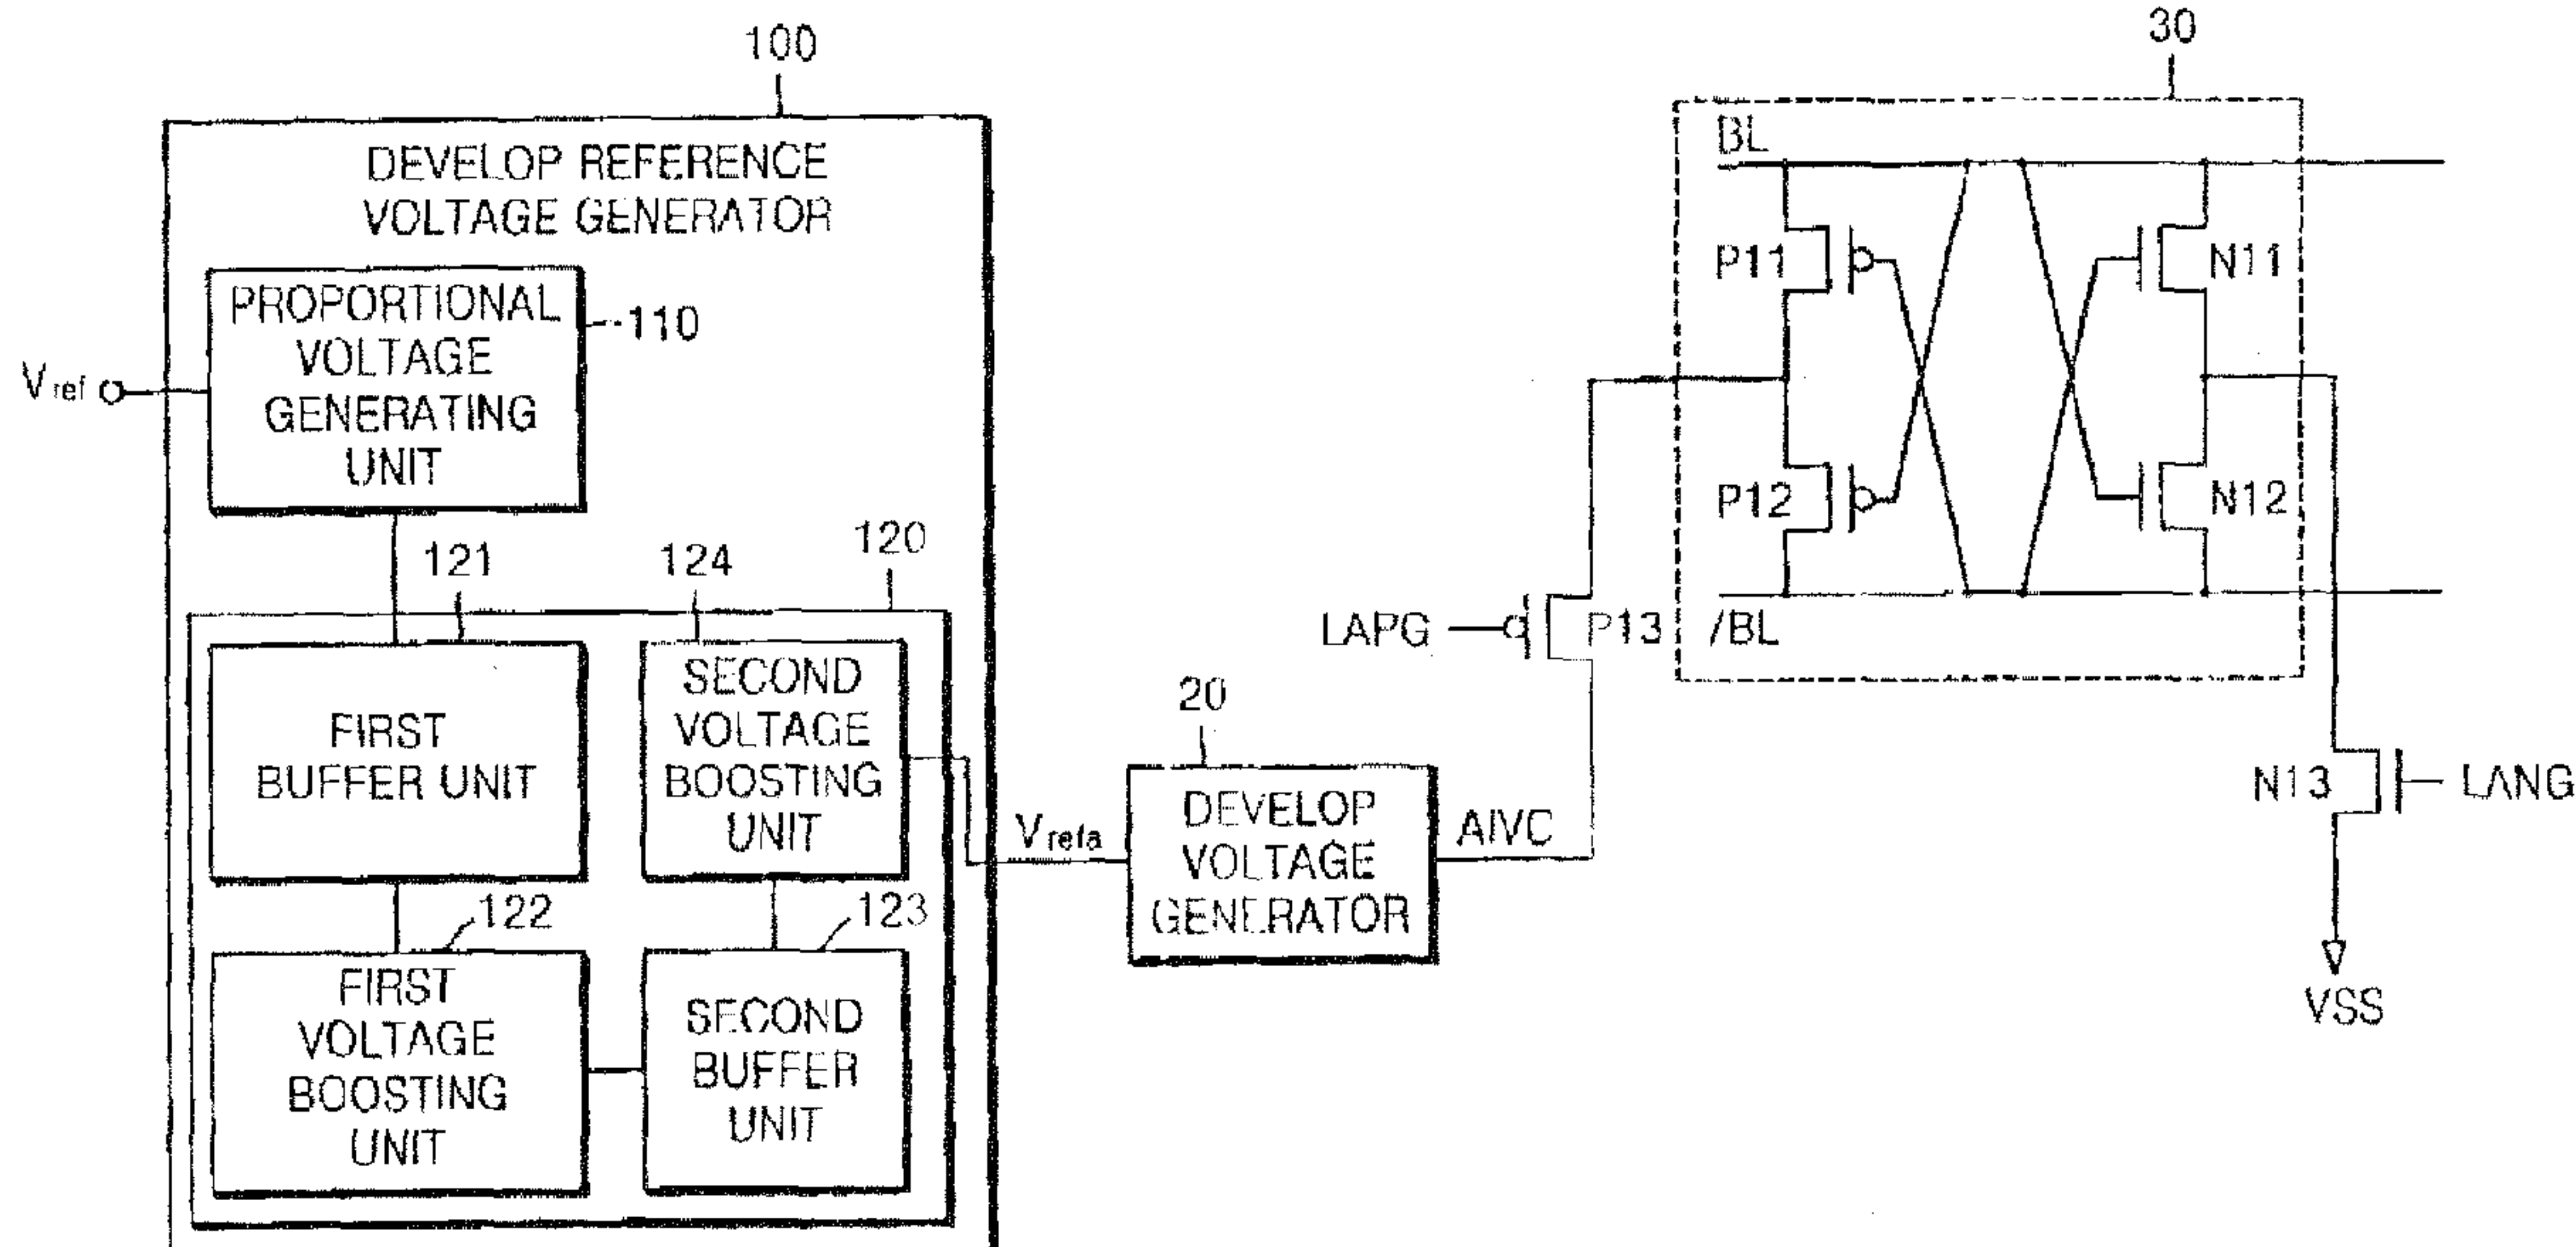 100
DEVELOP REFERENCE
VOLTAGE GENERATOR
PROPORTIONAL
VOLTAGE
GENERATING
UNIT
110
Vref
120
121
FIRST
BUFFER UNIT
124
SECOND
VOLTAGE
BOOSTING
UNIT
122
FIRST
VOLTAGE
BOOSTING
UNIT
123
SECOND
BUFFER
UNIT
Vrefa
20
DEVELOP
VOLTAGE
GENERATOR
AIVC
LAPG
P13
30
BL
P11
N11
P12
N12
/BL
N13
LANG
VSS